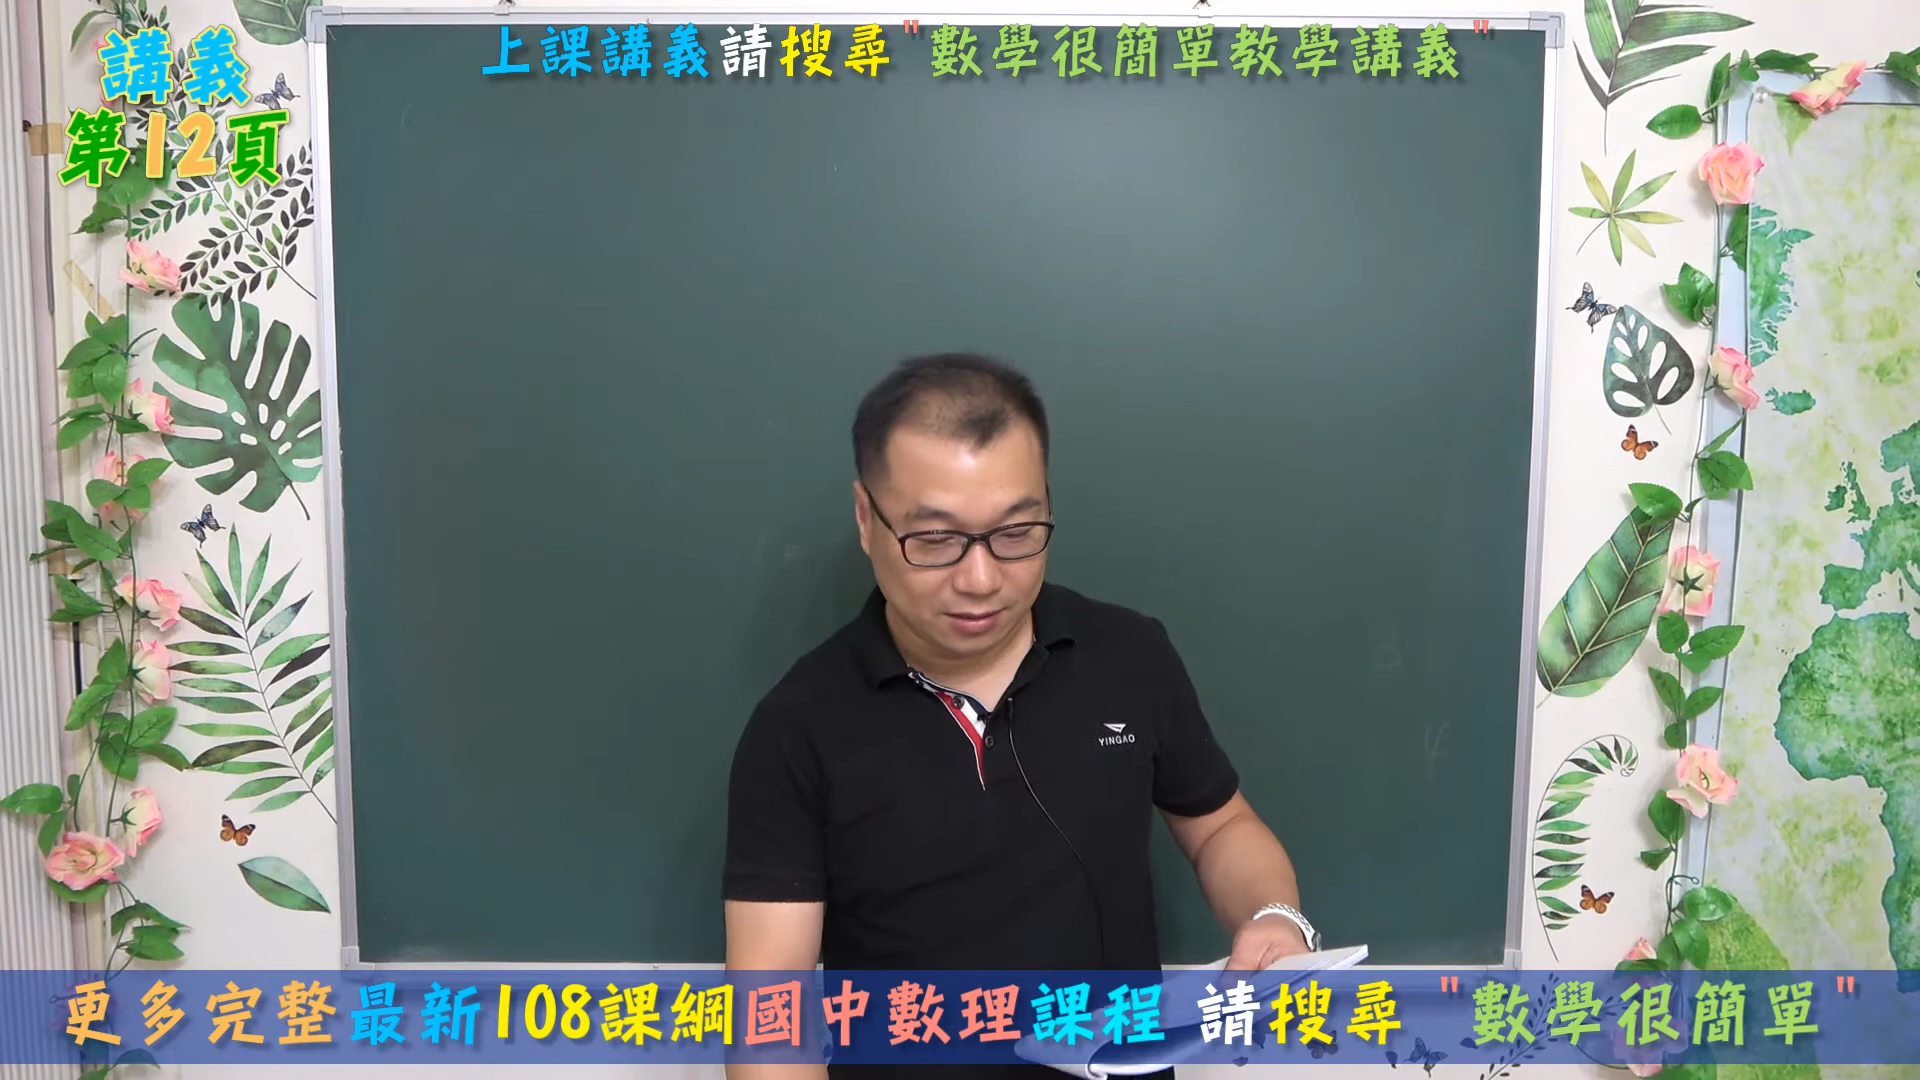 上課講義請搜尋"數學很簡單教學講義"
講義
第12頁
YINGAO
更多完整最新108課綱國中數理課程 請搜尋 "數學很簡單"